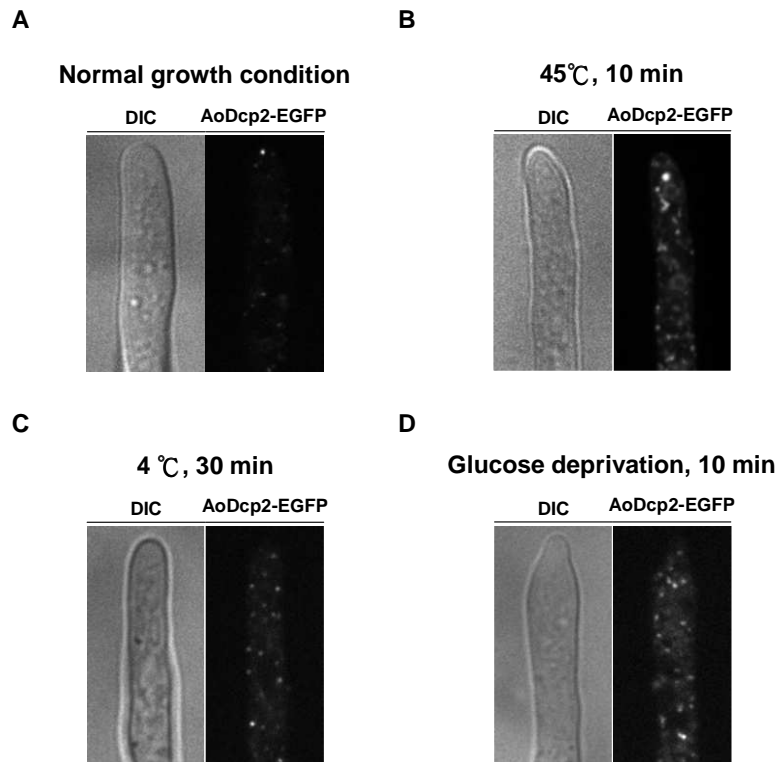 A
Normal growth condition
DIC AoDcp2-EGFP
B
45℃, 10 min
DIC AoDcp2-EGFP
C
4 ℃, 30 min
DIC AoDcp2-EGFP
D
Glucose deprivation, 10 min
DIC AoDcp2-EGFP